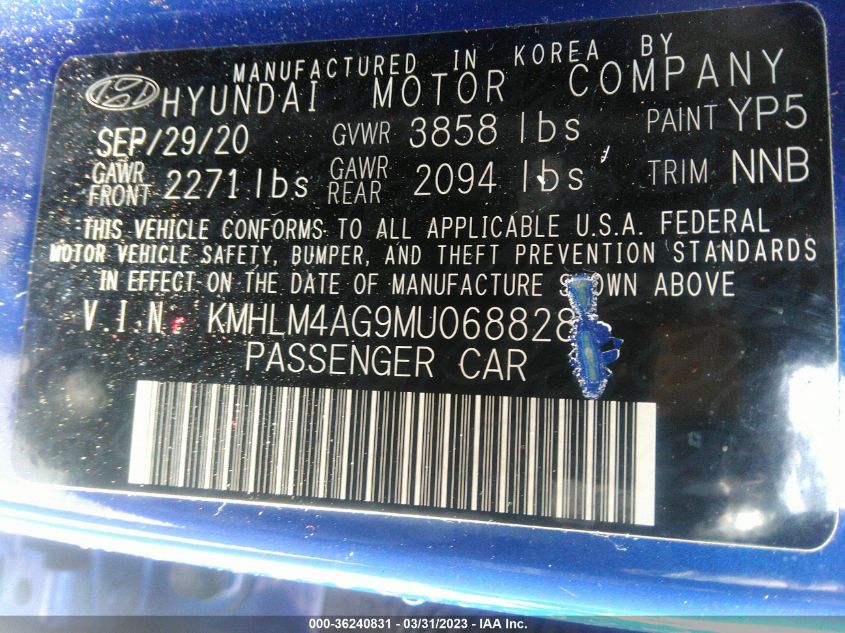 MANUFACTURED IN KOREA BY
HYUNDAI MOTOR COMPANY
SEP/29/20 GVWR 3858 lbs PAINT YP5
GAWR FRONT 2271 lbs GAWR REAR 2094 lbs TRIM NNB
THIS VEHICLE CONFORMS TO ALL APPLICABLE U.S.A. FEDERAL
MOTOR VEHICLE SAFETY, BUMPER, AND THEFT PREVENTION STANDARDS
IN EFFECT ON THE DATE OF MANUFACTURE SHOWN ABOVE
V.I.N: KMHLM4AG9MU068828
PASSENGER CAR
000-36240831 - 03/31/2023 - IAA Inc.